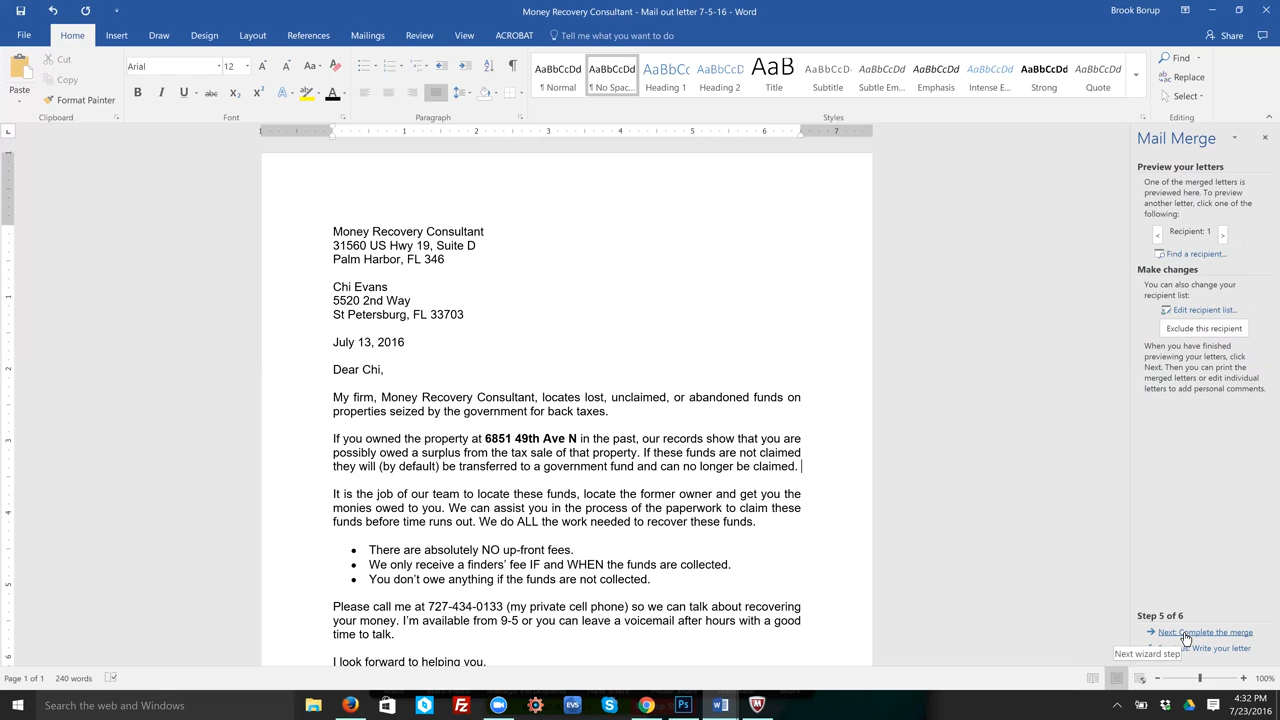 Money Recovery Consultant - Mail out letter 7-5-16 - Word
Brook Borup
File Home Insert Draw Design Layout References Mailings Review View ACROBAT Tell me what you want to do Share
Paste
Cut
Copy
Format Painter
Clipboard
Arial 12
Font
Paragraph
AaBbCcDd AaBbCcDd AaBbCc AaBbCcD AaB AaBbCcD AaBbCcDd AaBbCcDd AaBbCcDd AaBbCcDd AaBbCcDd
¶ Normal ¶ No Spac... Heading 1 Heading 2 Title Subtitle Subtle Em... Emphasis Intense E... Strong Quote
Styles
Find
Replace
Select
Editing
1 1 2 3 4 5 6 7
Money Recovery Consultant
31560 US Hwy 19, Suite D
Palm Harbor, FL 346
Chi Evans
5520 2nd Way
St Petersburg, FL 33703
July 13, 2016
Dear Chi,
My firm, Money Recovery Consultant, locates lost, unclaimed, or abandoned funds on
properties seized by the government for back taxes.
If you owned the property at 6851 49th Ave N in the past, our records show that you are
possibly owed a surplus from the tax sale of that property. If these funds are not claimed
they will (by default) be transferred to a government fund and can no longer be claimed.
It is the job of our team to locate these funds, locate the former owner and get you the
monies owed to you. We can assist you in the process of the paperwork to claim these
funds before time runs out. We do ALL the work needed to recover these funds.
• There are absolutely NO up-front fees.
• We only receive a finders’ fee IF and WHEN the funds are collected.
• You don’t owe anything if the funds are not collected.
Please call me at 727-434-0133 (my private cell phone) so we can talk about recovering
your money. I’m available from 9-5 or you can leave a voicemail after hours with a good
time to talk.
I look forward to helping you.
Mail Merge
Preview your letters
One of the merged letters is
previewed here. To preview
another letter, click one of the
following:
< Recipient: 1 >
Find a recipient...
Make changes
You can also change your
recipient list:
Edit recipient list...
Exclude this recipient
When you have finished
previewing your letters, click
Next. Then you can print the
merged letters or edit individual
letters to add personal comments.
Step 5 of 6
Next: Complete the merge
Write your letter
Next wizard step
Page 1 of 1 240 words 100%
Search the web and Windows
4:32 PM
7/23/2016